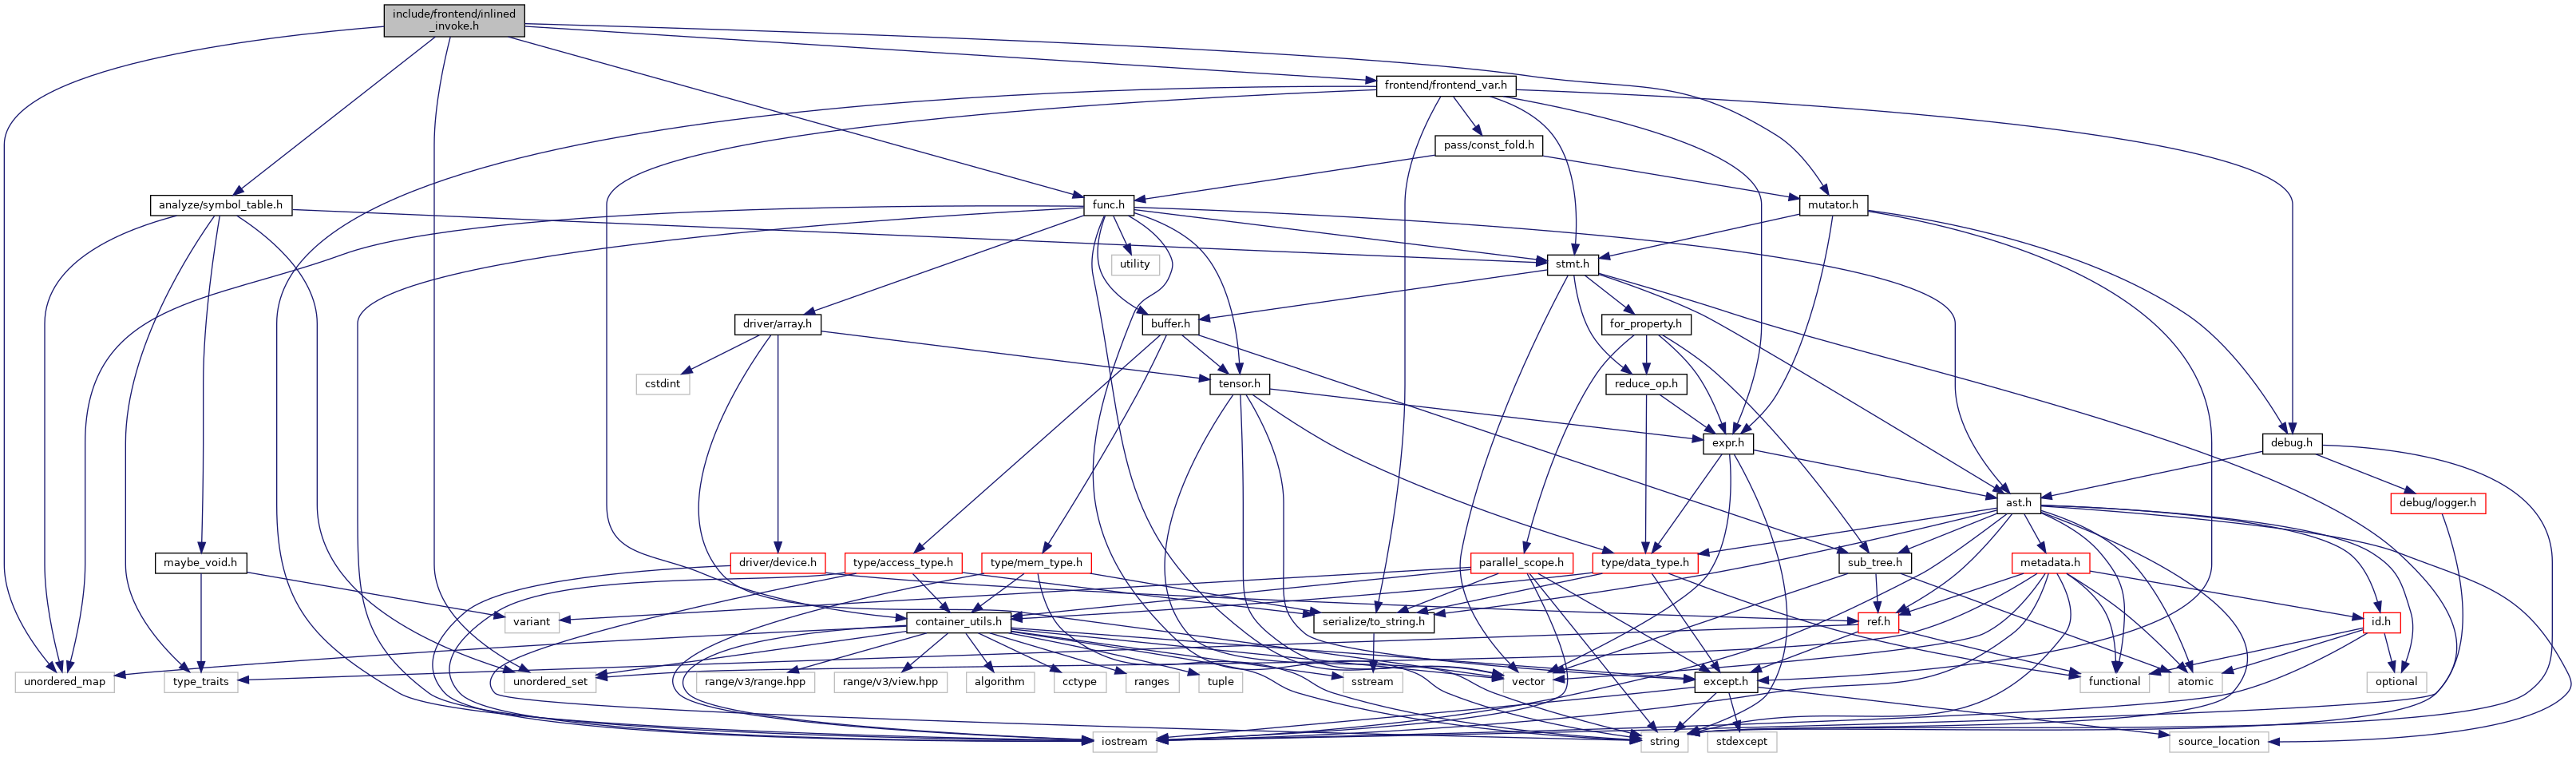 include/frontend/inlined
_invoke.h
frontend/frontend_var.h
pass/const_fold.h
analyze/symbol_table.h
func.h
mutator.h
utility
stmt.h
driver/array.h
buffer.h
for_property.h
cstdint
tensor.h
reduce_op.h
expr.h
debug.h
ast.h
debug/logger.h
maybe_void.h
driver/device.h
type/access_type.h
type/mem_type.h
parallel_scope.h
type/data_type.h
sub_tree.h
metadata.h
variant
container_utils.h
serialize/to_string.h
ref.h
id.h
unordered_map
type_traits
unordered_set
range/v3/range.hpp
range/v3/view.hpp
algorithm
cctype
ranges
tuple
sstream
vector
except.h
functional
atomic
optional
iostream
string
stdexcept
source_location